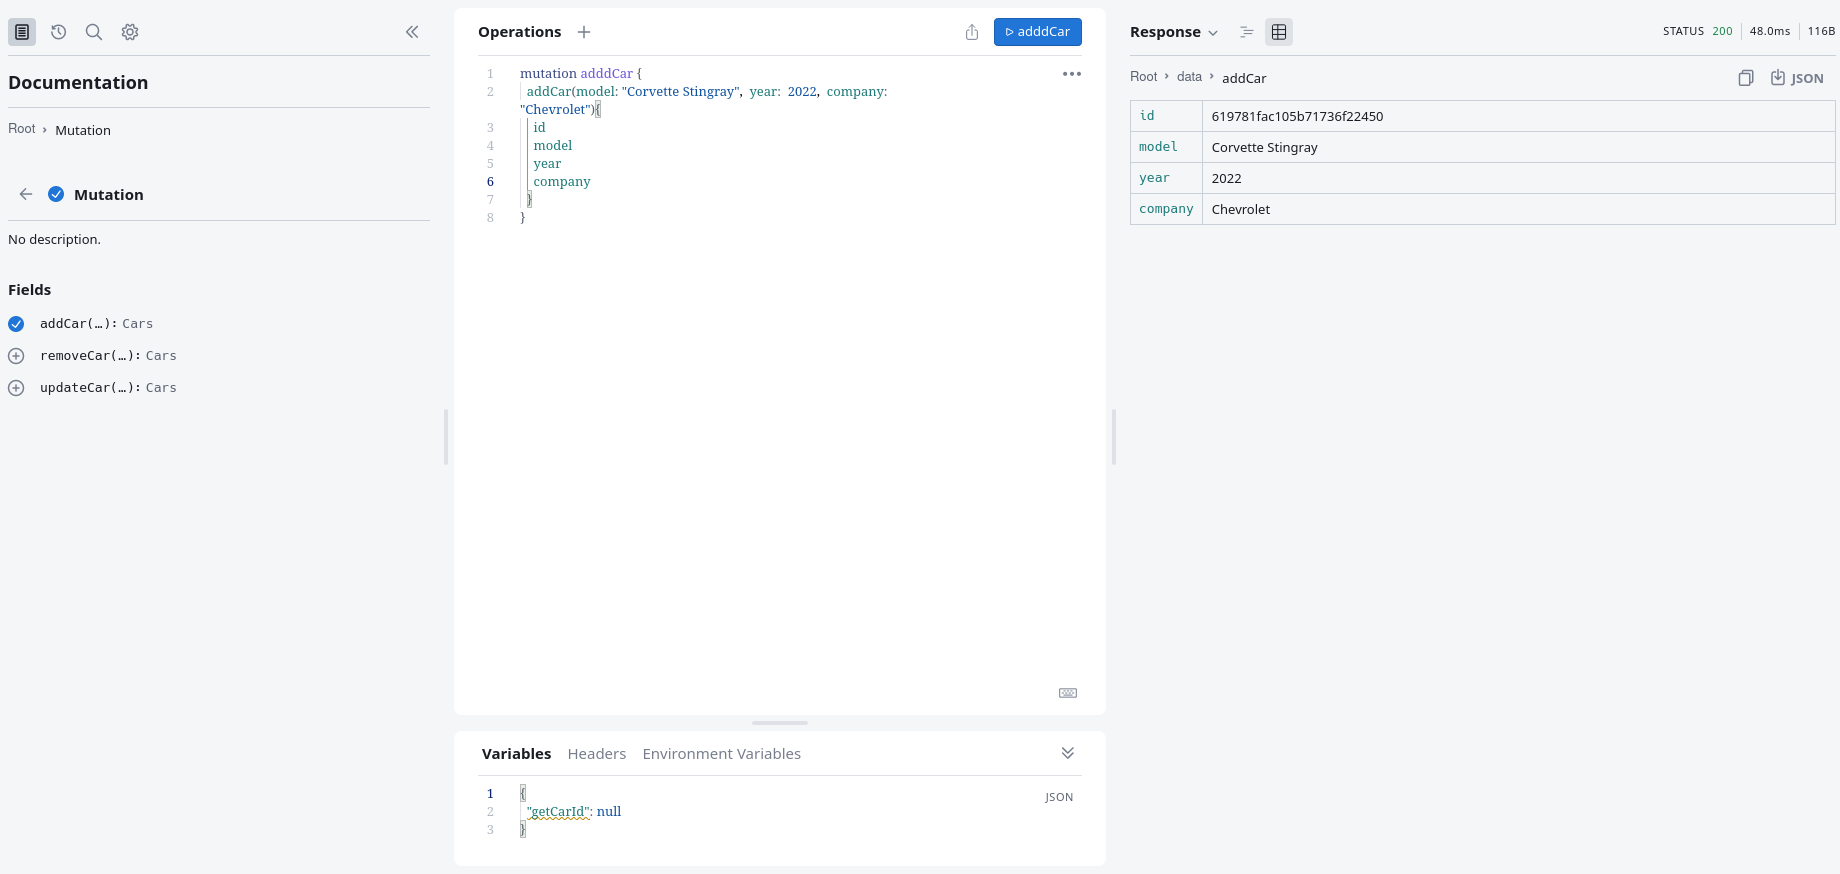 Documentation
Root › Mutation
Mutation
No description.
Fields
addCar(…): Cars
removeCar(…): Cars
updateCar(…): Cars
Operations
adddCar
1 mutation adddCar {
2 addCar(model: "Corvette Stingray", year: 2022, company:
"Chevrolet"){
3 id
4 model
5 year
6 company
7 }
8 }
Variables Headers Environment Variables
JSON
1 {
2 "getCarId": null
3 }
Response
STATUS 200 48.0ms 116B
Root › data › addCar
JSON
id 619781fac105b71736f22450
model Corvette Stingray
year 2022
company Chevrolet